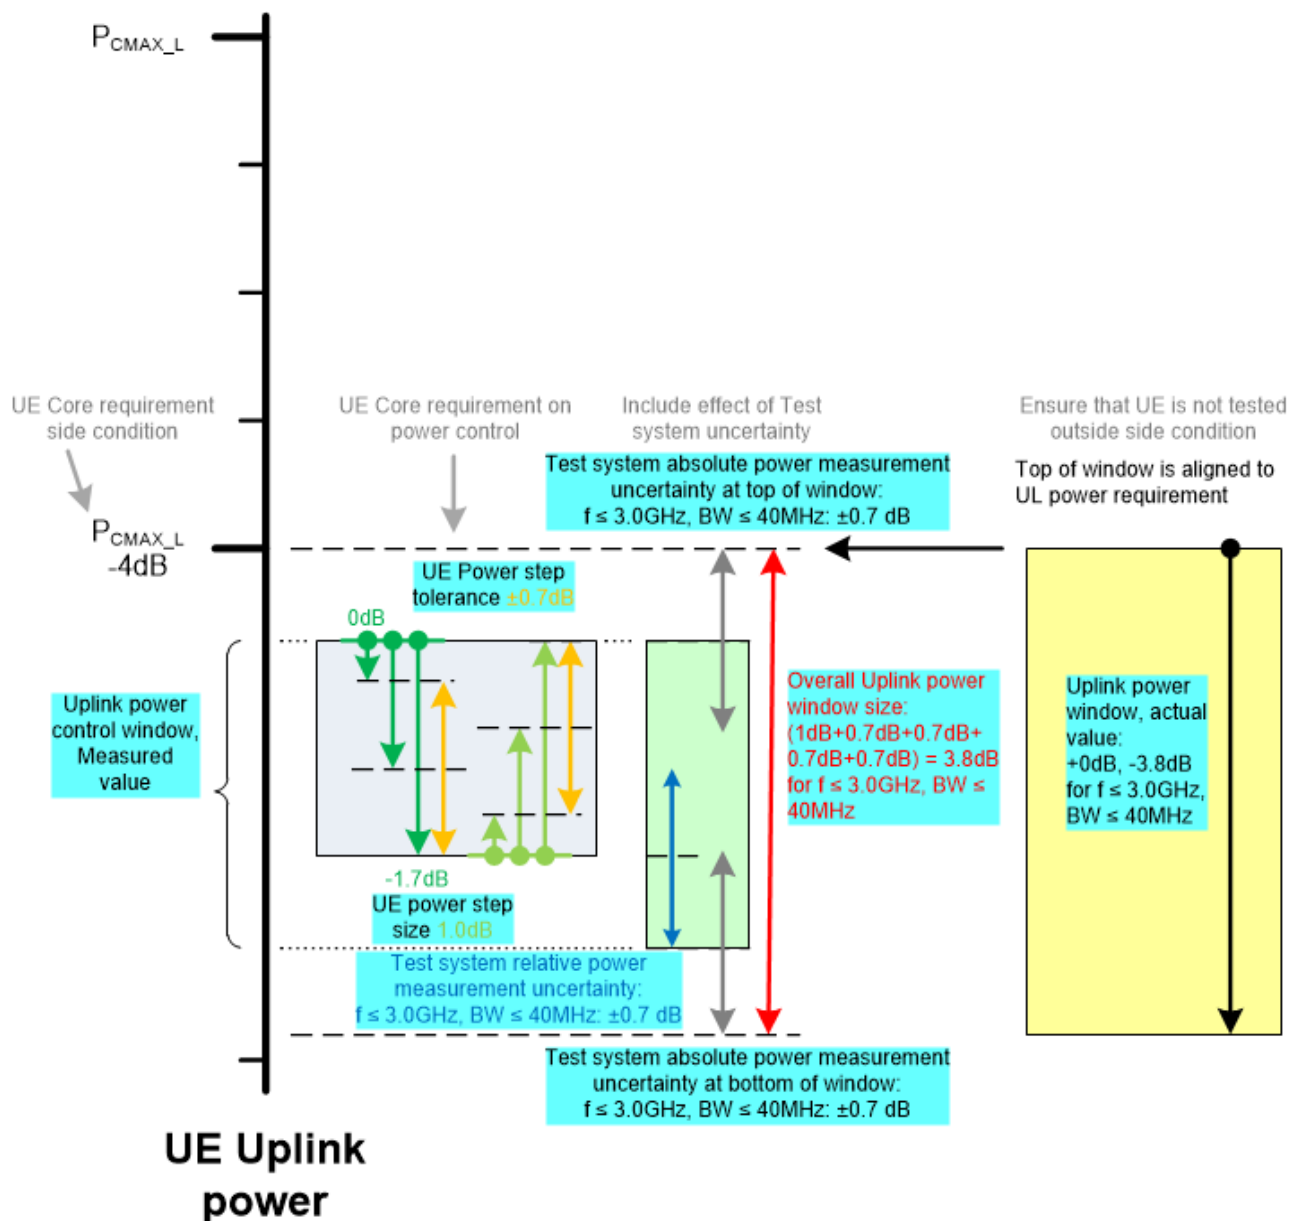 P_CMAX_L
UE Core requirement
side condition
UE Core requirement on
power control
Include effect of Test
system uncertainty
Ensure that UE is not tested
outside side condition
Test system absolute power measurement
uncertainty at top of window:
f ≤ 3.0GHz, BW ≤ 40MHz: ±0.7 dB
Top of window is aligned to
UL power requirement
P_CMAX_L
-4dB
UE Power step
tolerance ±0.7dB
0dB
Uplink power
control window,
Measured
value
Overall Uplink power
window size:
(1dB+0.7dB+0.7dB+
0.7dB+0.7dB) = 3.8dB
for f ≤ 3.0GHz, BW ≤
40MHz
Uplink power
window, actual
value:
+0dB, -3.8dB
for f ≤ 3.0GHz,
BW ≤ 40MHz
-1.7dB
UE power step
size 1.0dB
Test system relative power
measurement uncertainty:
f ≤ 3.0GHz, BW ≤ 40MHz: ±0.7 dB
Test system absolute power measurement
uncertainty at bottom of window:
f ≤ 3.0GHz, BW ≤ 40MHz: ±0.7 dB
UE Uplink
power